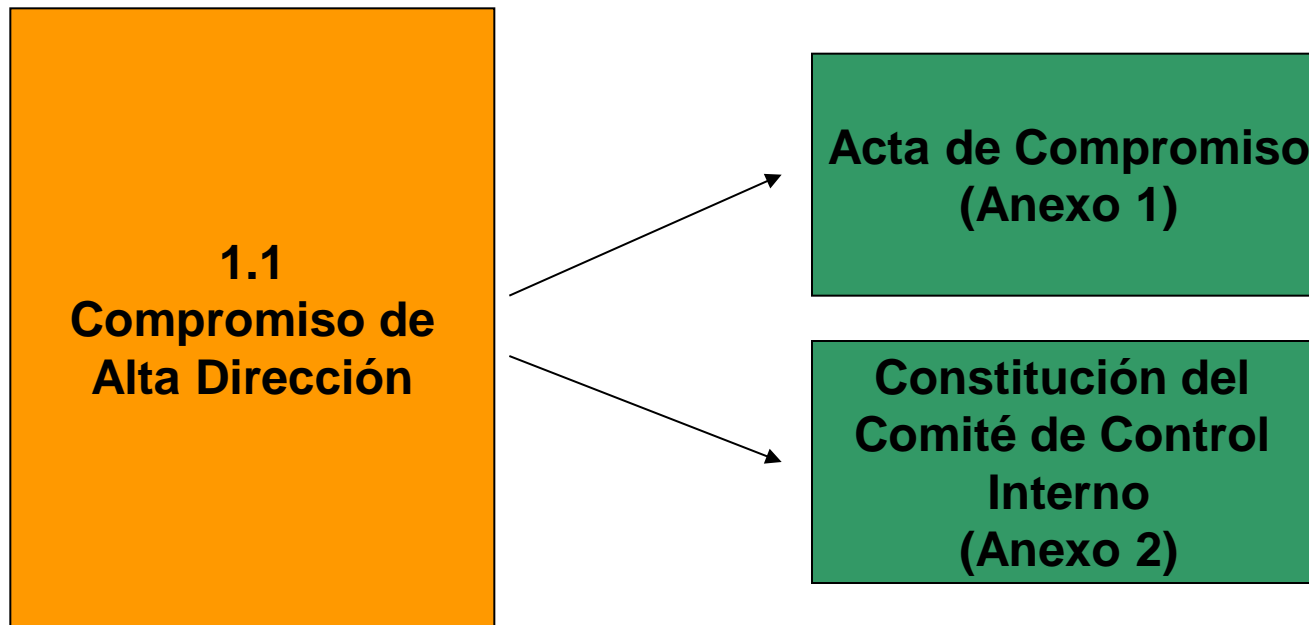 1.1
Compromiso de
Alta Dirección
Acta de Compromiso
(Anexo 1)
Constitución del
Comité de Control
Interno
(Anexo 2)